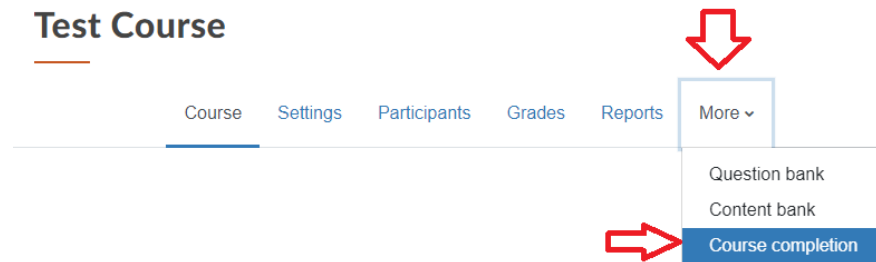 Test Course
Course Settings Participants Grades Reports More
Question bank
Content bank
Course completion